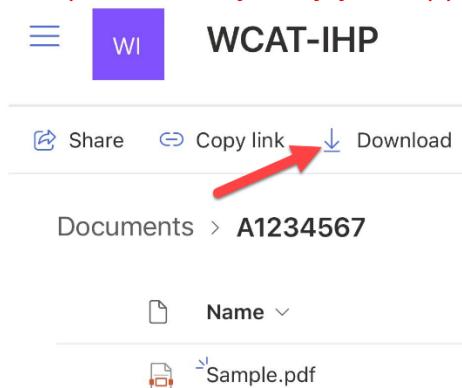 WI WCAT-IHP
Share Copy link Download
Documents > A1234567
Name
Sample.pdf